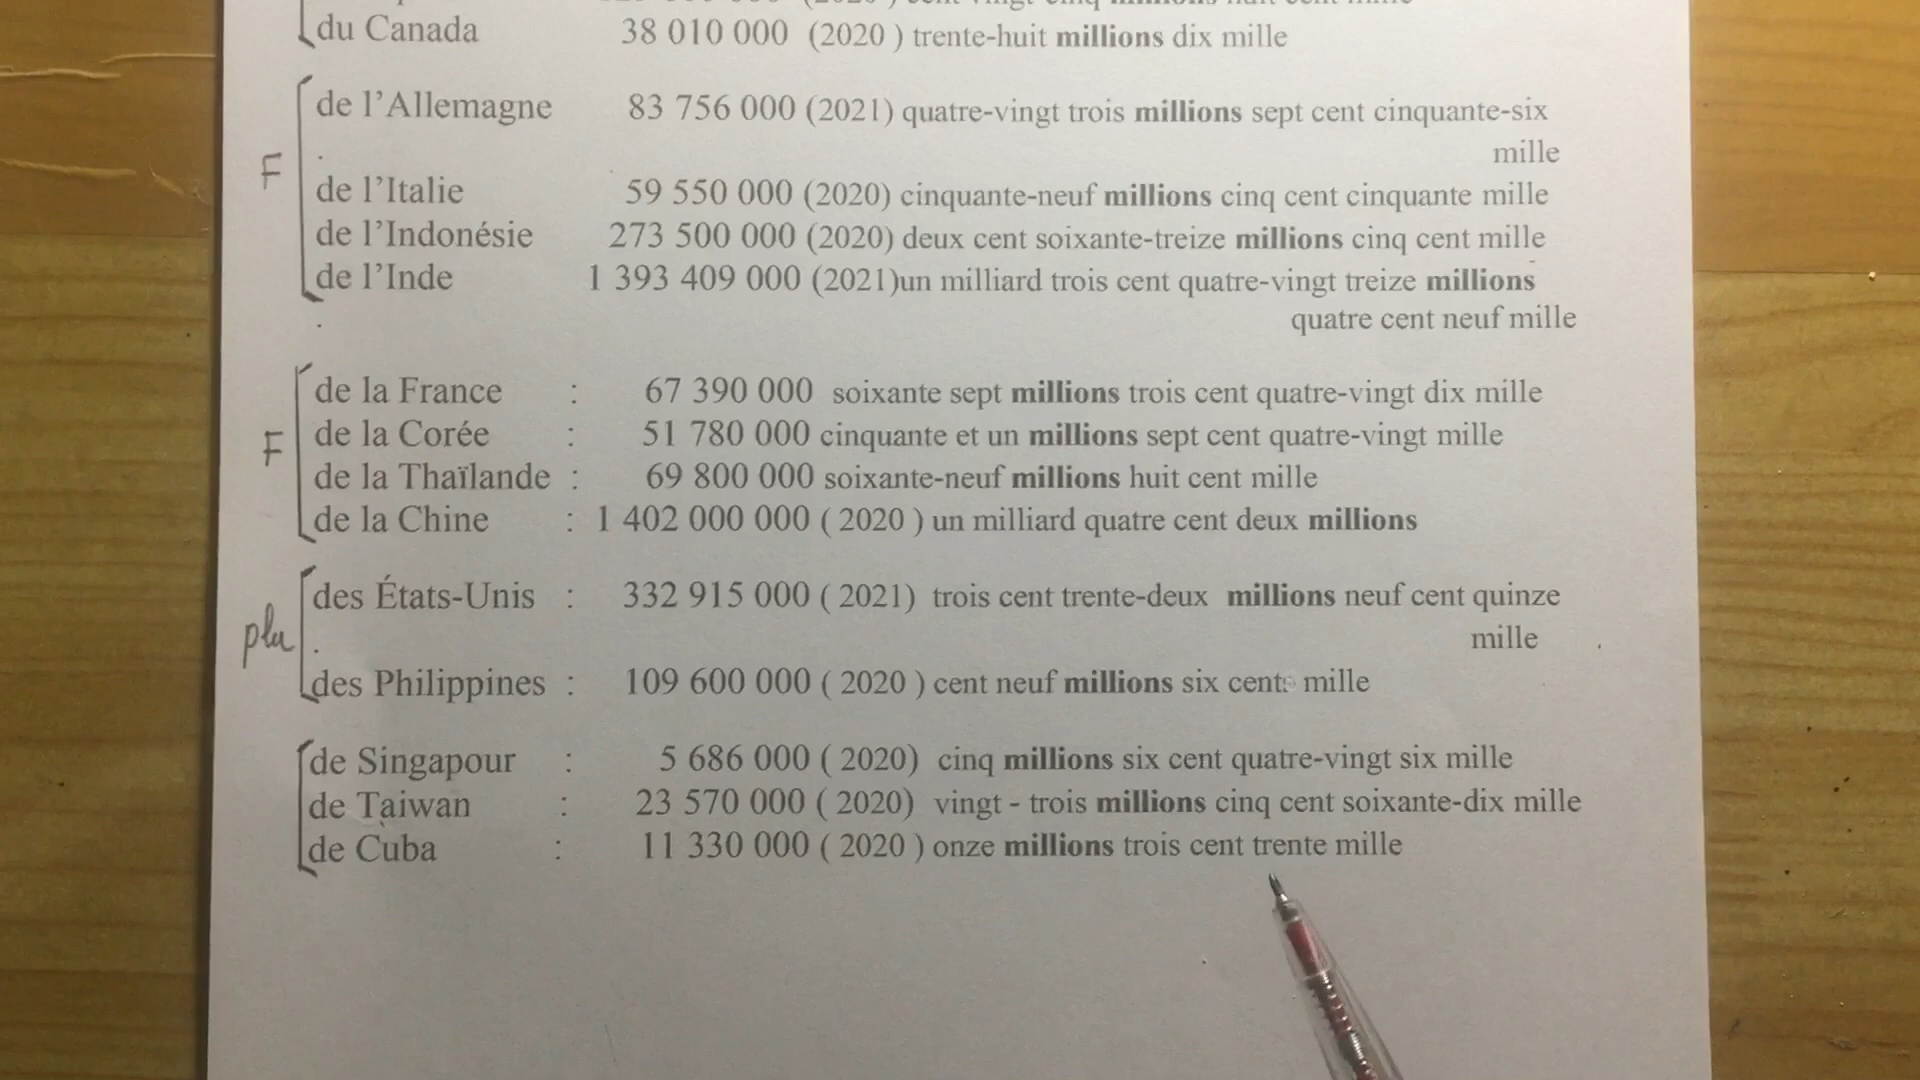 du Canada 38 010 000 (2020 ) trente-huit millions dix mille
de l’Allemagne 83 756 000 (2021) quatre-vingt trois millions sept cent cinquante-six
mille
F
de l’Italie 59 550 000 (2020) cinquante-neuf millions cinq cent cinquante mille
de l’Indonésie 273 500 000 (2020) deux cent soixante-treize millions cinq cent mille
de l’Inde 1 393 409 000 (2021)un milliard trois cent quatre-vingt treize millions
quatre cent neuf mille
de la France : 67 390 000 soixante sept millions trois cent quatre-vingt dix mille
de la Corée : 51 780 000 cinquante et un millions sept cent quatre-vingt mille
F
de la Thaïlande : 69 800 000 soixante-neuf millions huit cent mille
de la Chine : 1 402 000 000 ( 2020 ) un milliard quatre cent deux millions
des États-Unis : 332 915 000 ( 2021) trois cent trente-deux millions neuf cent quinze
mille
plu
des Philippines : 109 600 000 ( 2020 ) cent neuf millions six cent mille
de Singapour : 5 686 000 ( 2020) cinq millions six cent quatre-vingt six mille
de Taiwan : 23 570 000 ( 2020) vingt - trois millions cinq cent soixante-dix mille
de Cuba : 11 330 000 ( 2020 ) onze millions trois cent trente mille